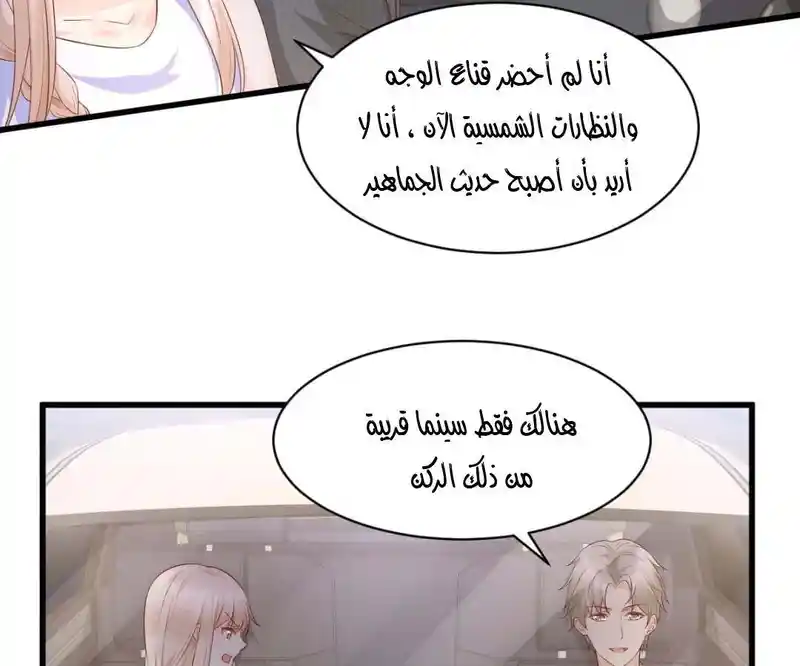 أنا لم أحضر قناع الوجه
والنظارات الشمسية الآن ، أنا لا
أريد بأن أصبح حديث الجماهير
هنالك فقط سينما قريبة
من ذلك الركن